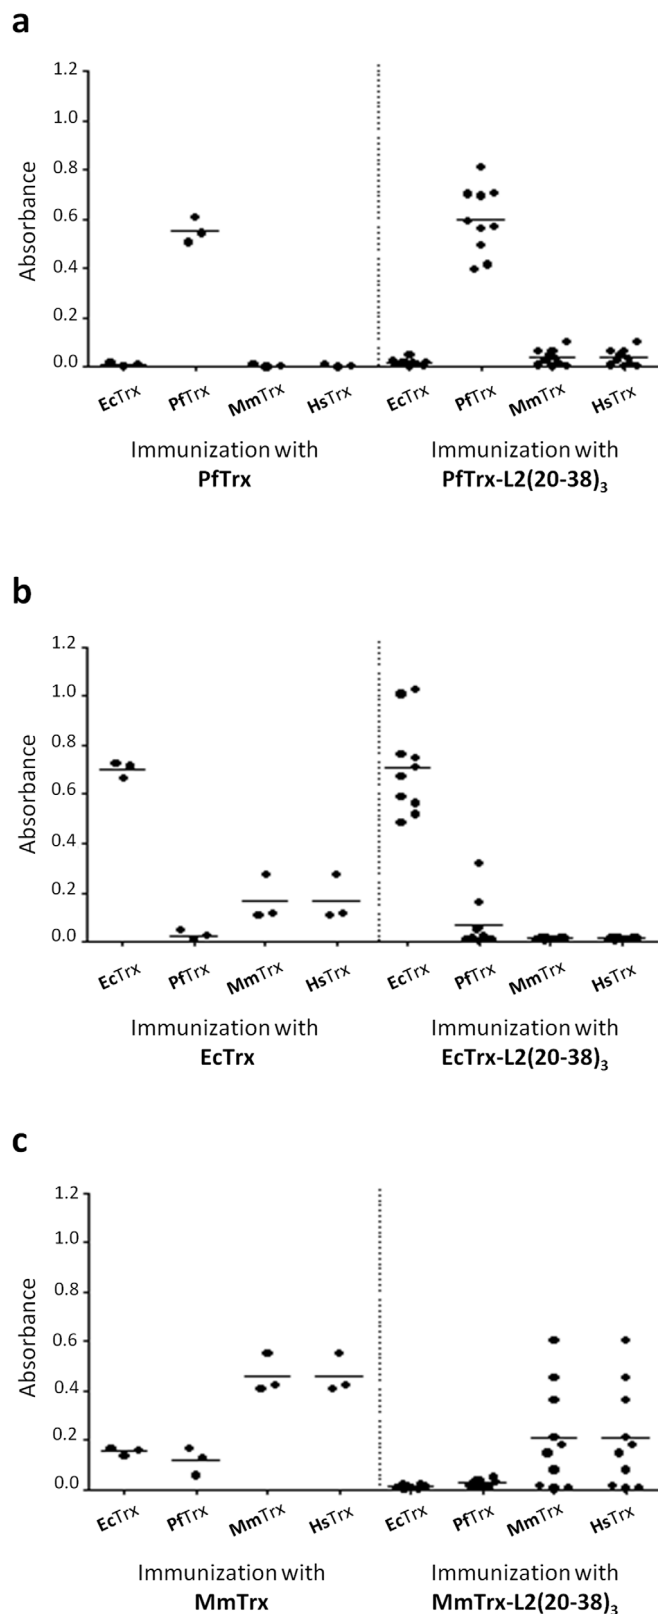 a
1.2
1.0
0.8
0.6
0.4
0.2
0.0
Absorbance
EcTrx
PfTrx
MmTrx
HsTrx
EcTrx
PfTrx
MmTrx
HsTrx
Immunization with
PfTrx
Immunization with
PfTrx-L2(20-38)₃
b
1.2
1.0
0.8
0.6
0.4
0.2
0.0
Absorbance
EcTrx
PfTrx
MmTrx
HsTrx
EcTrx
PfTrx
MmTrx
HsTrx
Immunization with
EcTrx
Immunization with
EcTrx-L2(20-38)₃
c
1.2
1.0
0.8
0.6
0.4
0.2
0.0
Absorbance
EcTrx
PfTrx
MmTrx
HsTrx
EcTrx
PfTrx
MmTrx
HsTrx
Immunization with
MmTrx
Immunization with
MmTrx-L2(20-38)₃